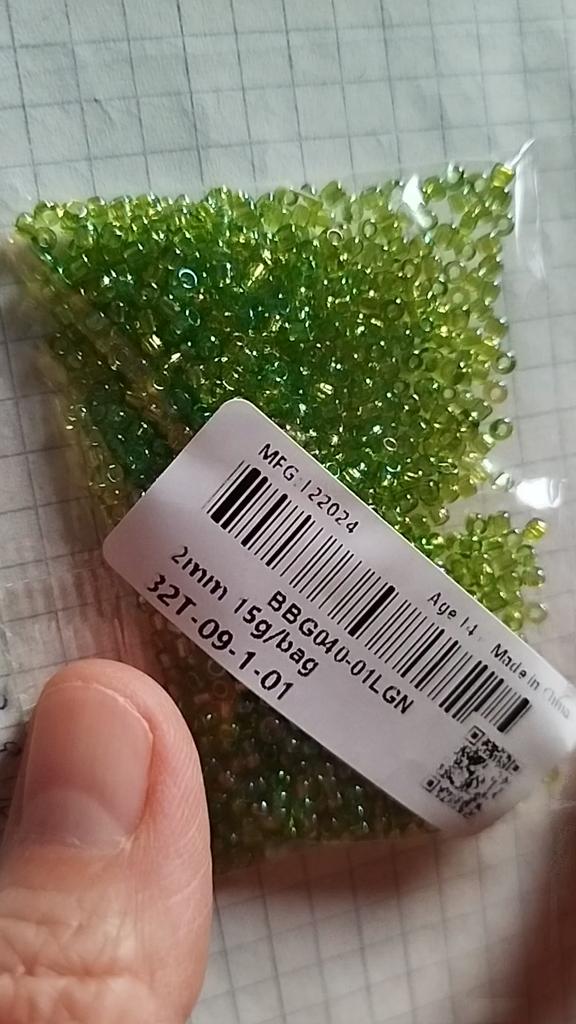 MFG:122024
Age 14+ Made in China
BBG040-01LGN
2mm 15g/bag
32T-09-1-01